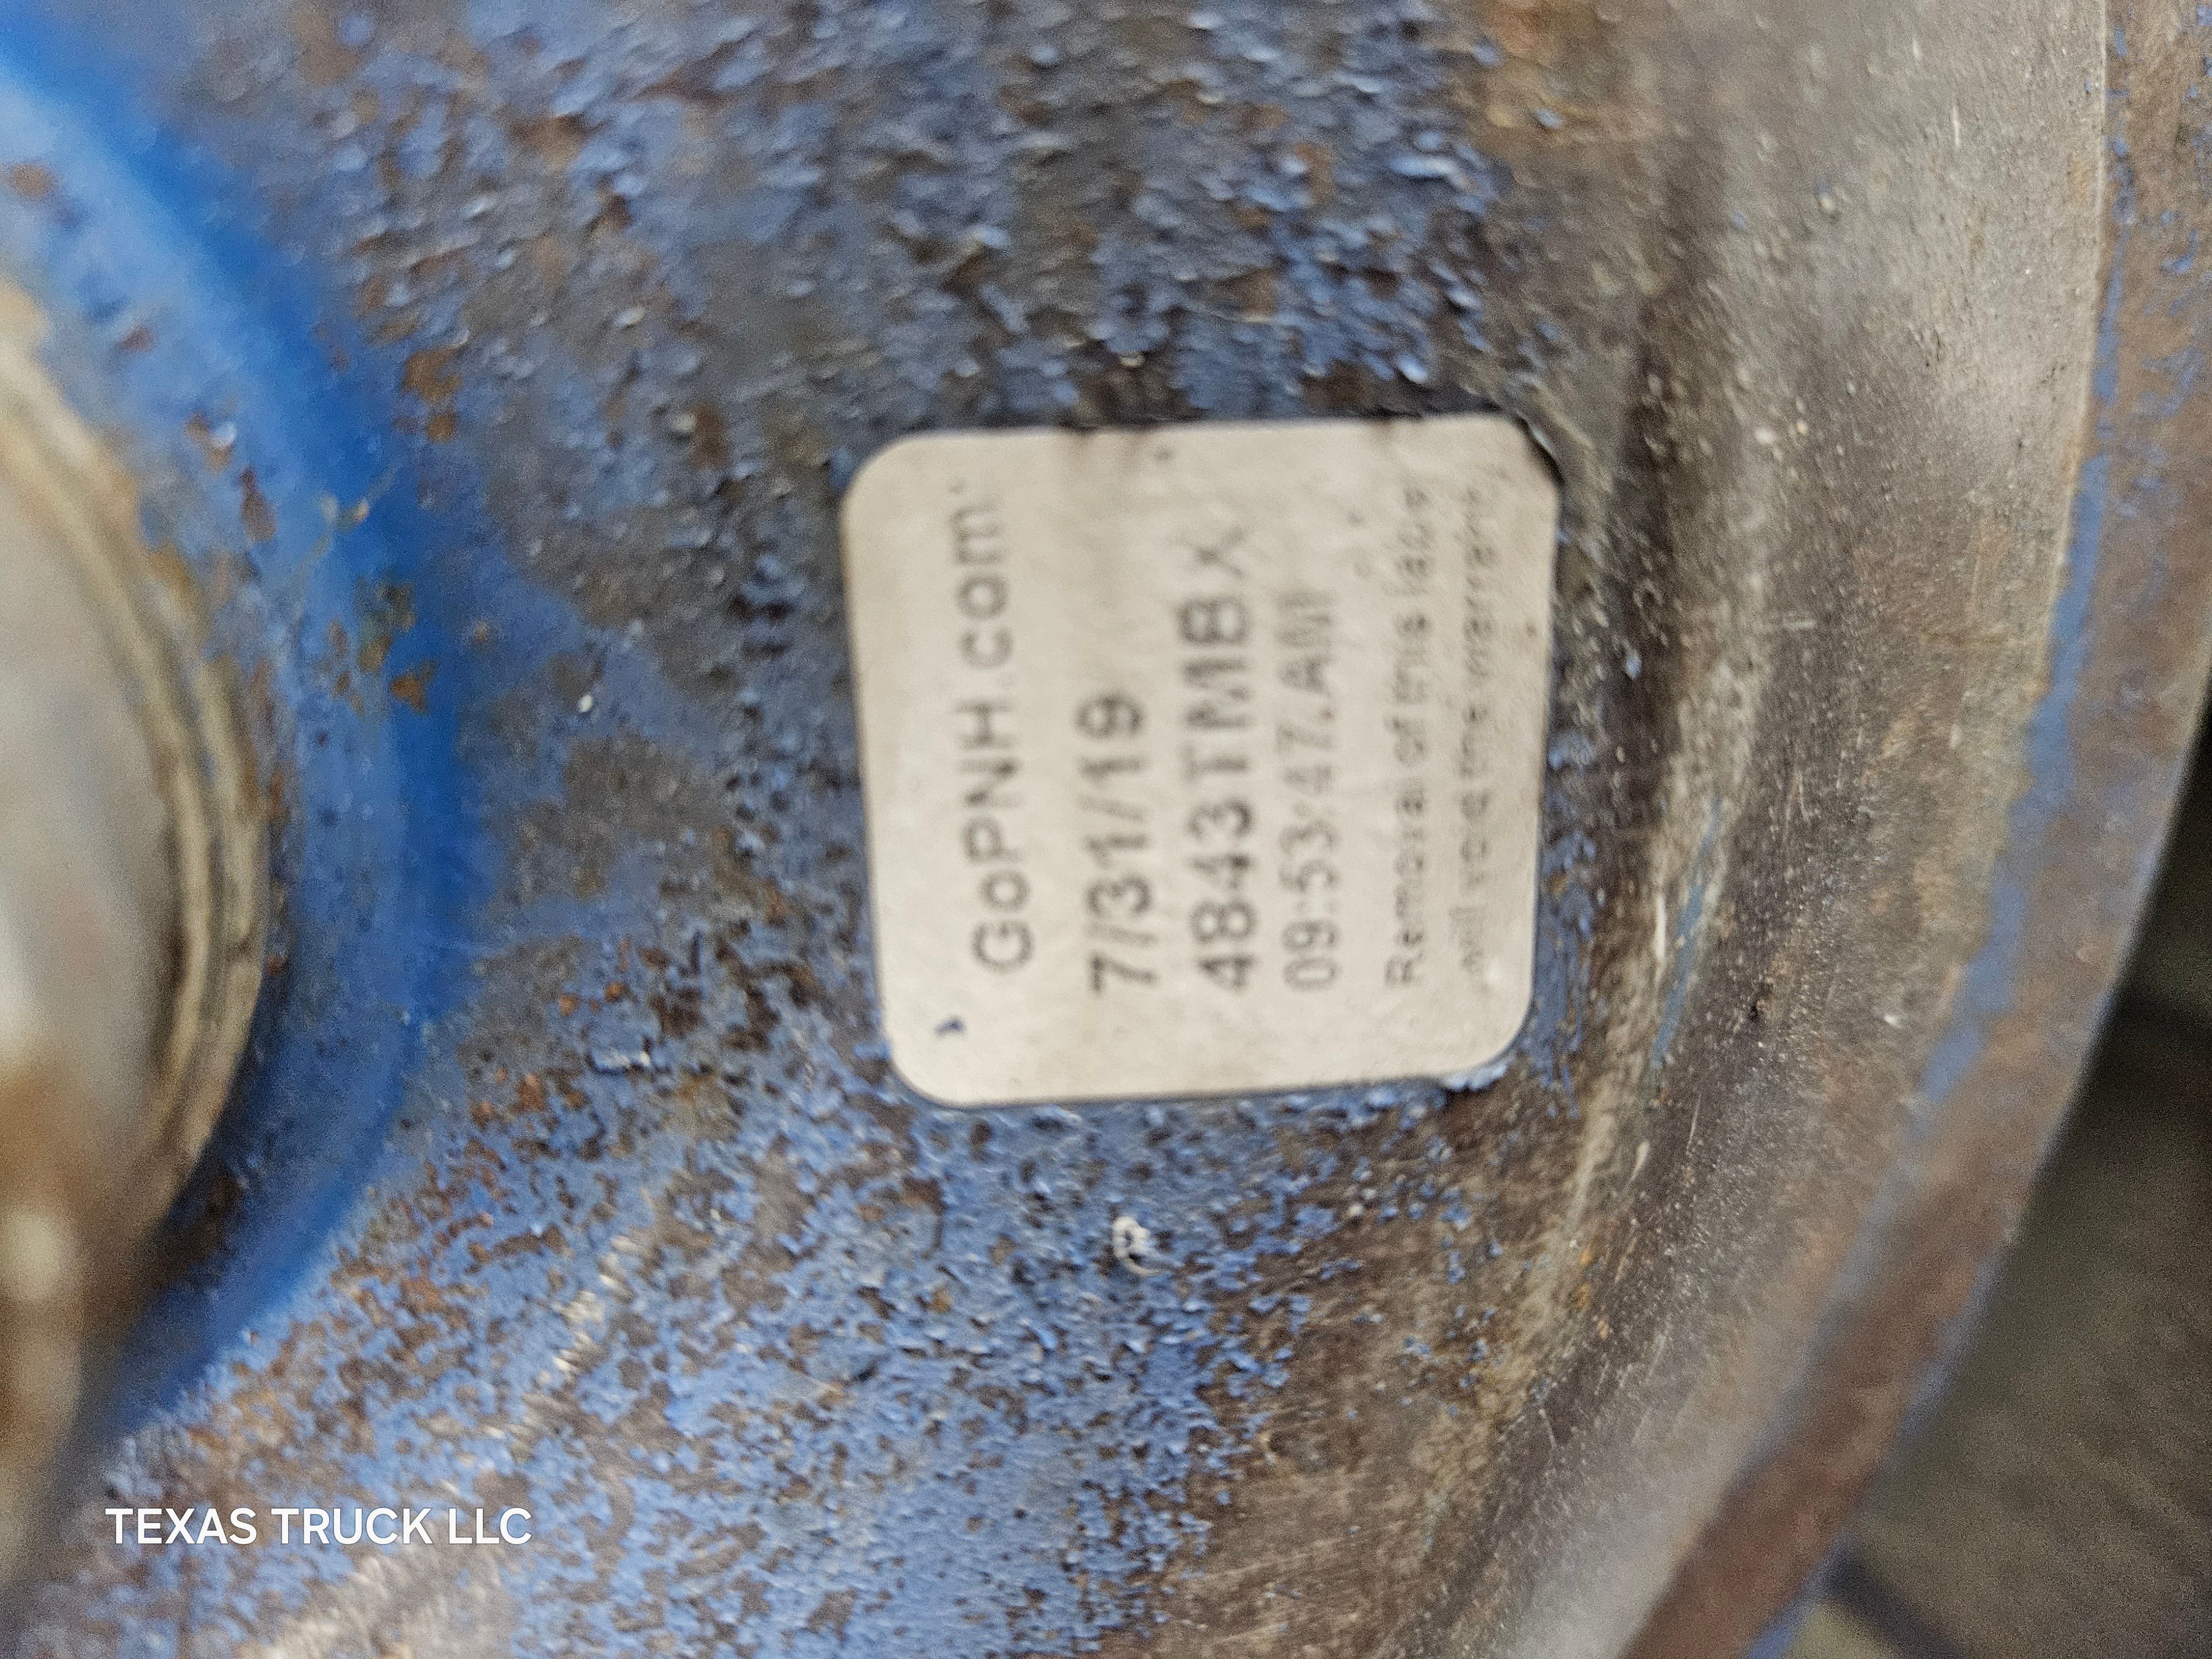 GoPNH.com
7/31/19
4843TMBX
09:53:47.AM
Removal of this label
will void the warranty
TEXAS TRUCK LLC